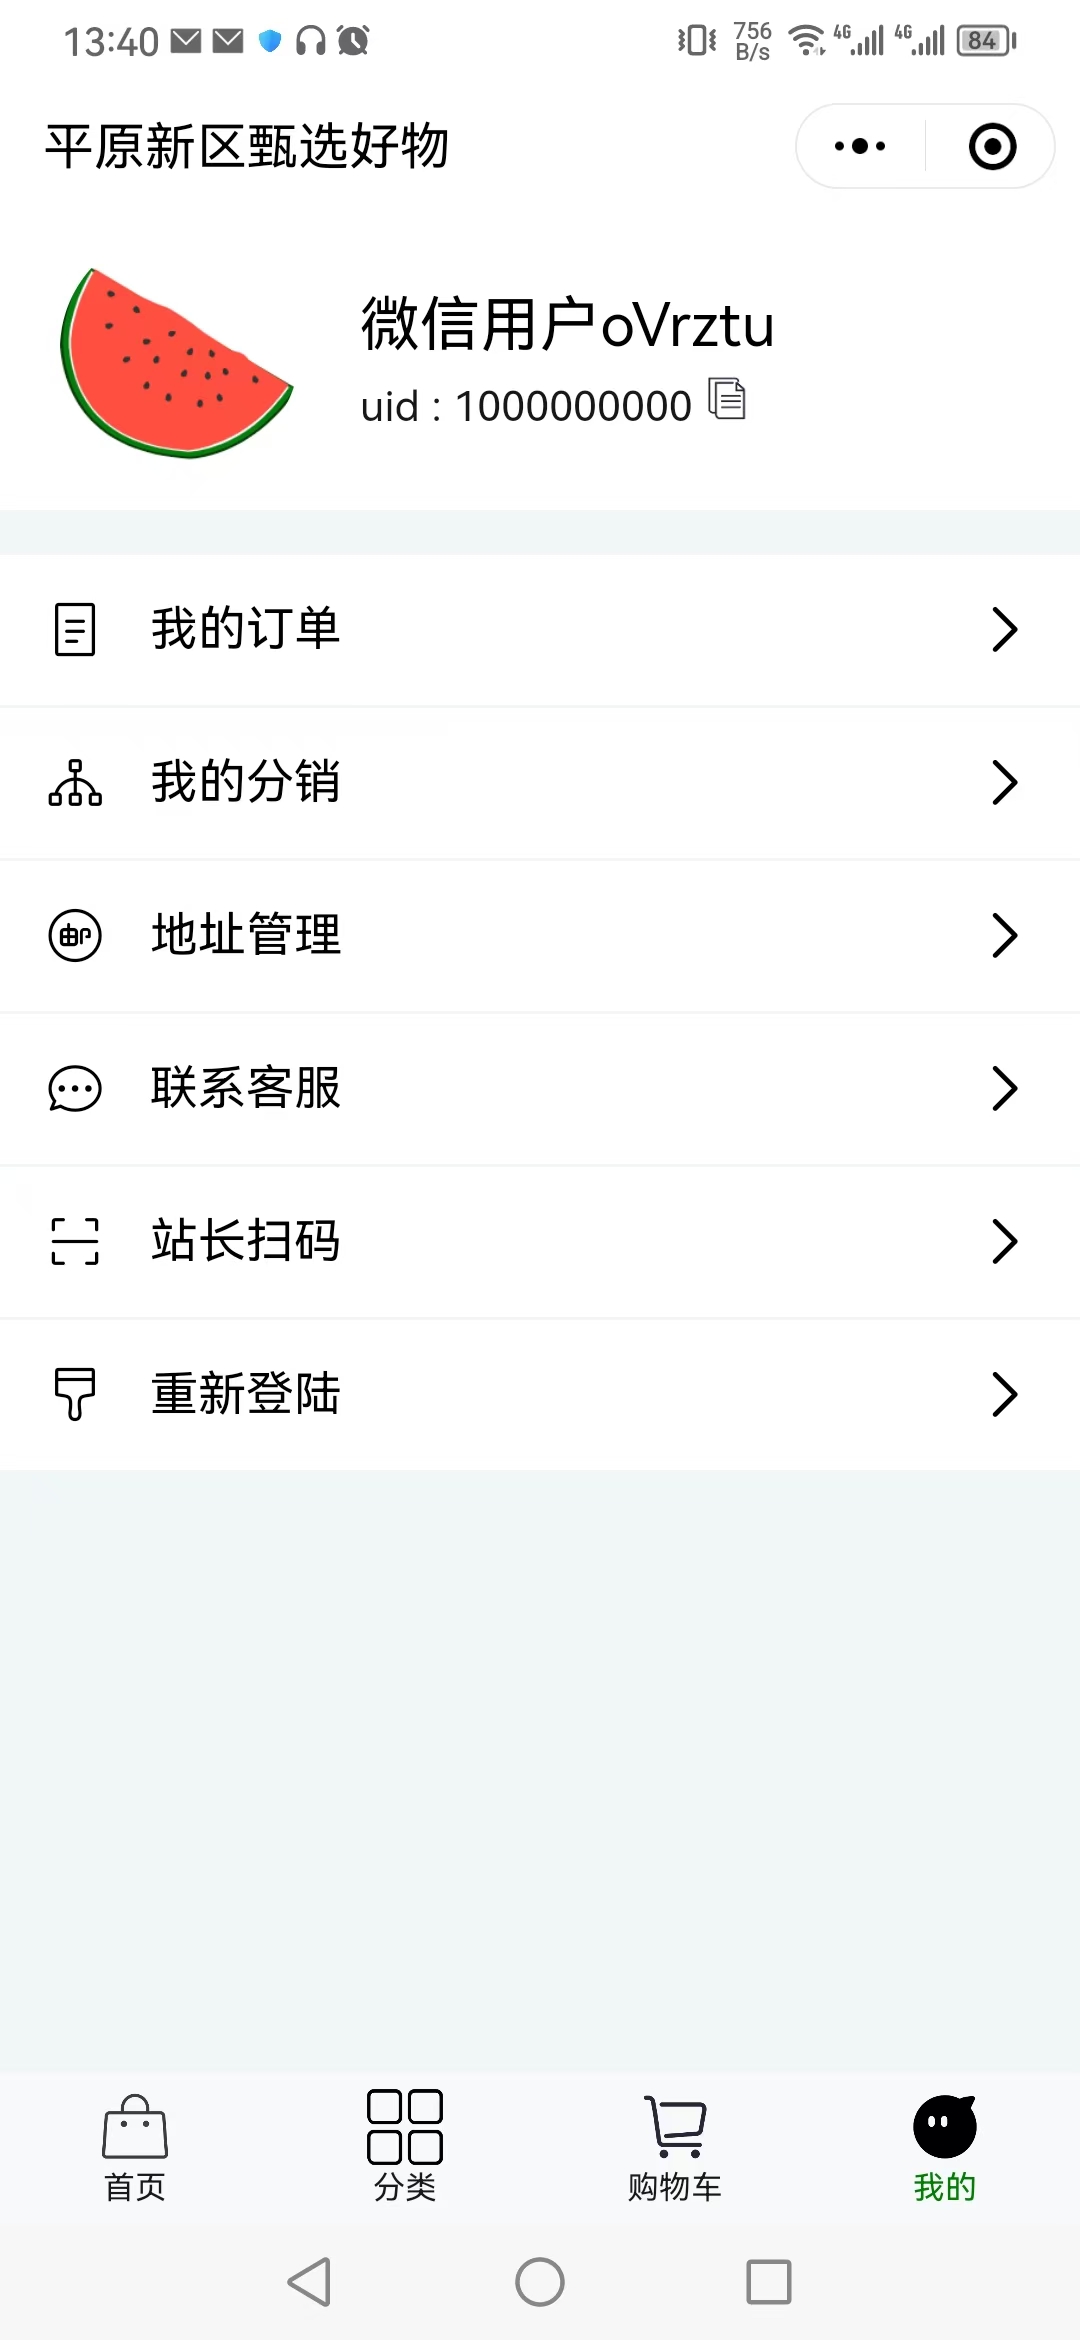 13:40 756 B/s 4G 4G 84
平原新区甄选好物
微信用户oVrztu
uid : 1000000000
我的订单
我的分销
邮 地址管理
联系客服
站长扫码
重新登陆
首页 分类 购物车 我的